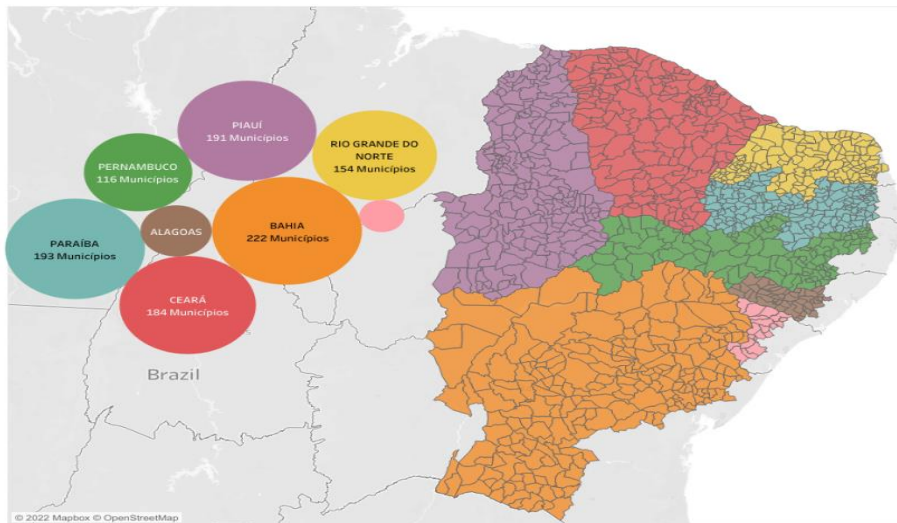 PIAUÍ
191 Municípios
RIO GRANDE DO
NORTE
154 Municípios
PERNAMBUCO
116 Municípios
ALAGOAS
BAHIA
222 Municípios
PARAÍBA
193 Municípios
CEARÁ
184 Municípios
Brazil
© 2022 Mapbox © OpenStreetMap